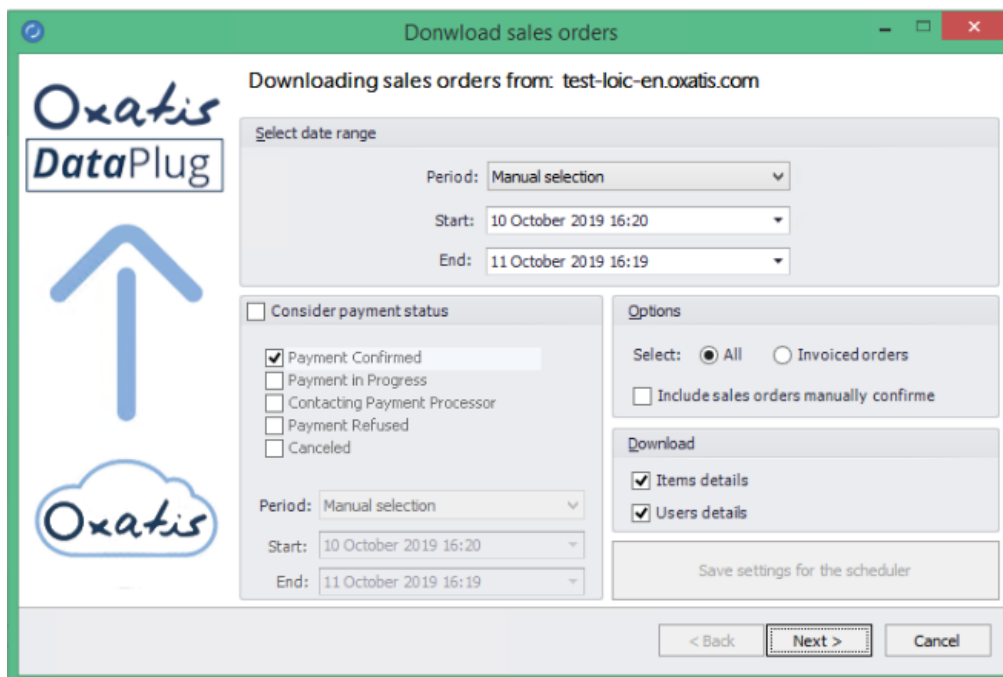 Donwload sales orders
Oxatis
DataPlug
Oxatis
Downloading sales orders from: test-loic-en.oxatis.com
Select date range
Period: Manual selection
Start: 10 October 2019 16:20
End: 11 October 2019 16:19
Consider payment status
Payment Confirmed
Payment in Progress
Contacting Payment Processor
Payment Refused
Canceled
Period: Manual selection
Start: 10 October 2019 16:20
End: 11 October 2019 16:19
Options
Select: All Invoiced orders
Include sales orders manually confirme
Download
Items details
Users details
Save settings for the scheduler
< Back Next > Cancel